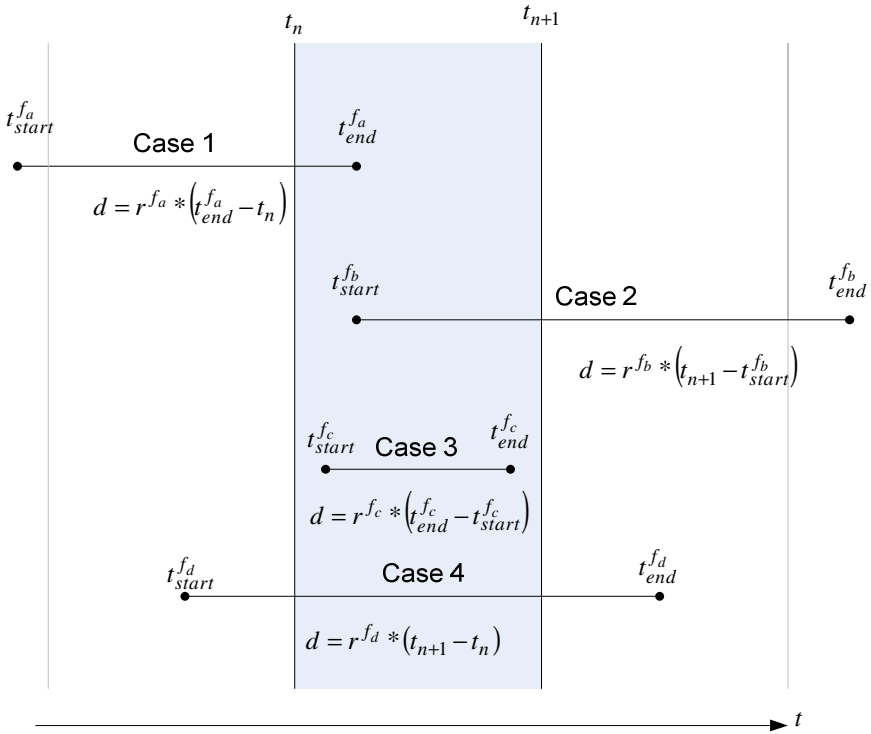 t_n
t_{n+1}
t_{start}^{f_a}
Case 1
t_{end}^{f_a}
d = r^{f_a} * (t_{end}^{f_a} − t_n)
t_{start}^{f_b}
Case 2
t_{end}^{f_b}
d = r^{f_b} * (t_{n+1} − t_{start}^{f_b})
t_{start}^{f_c}
Case 3
t_{end}^{f_c}
d = r^{f_c} * (t_{end}^{f_c} − t_{start}^{f_c})
t_{start}^{f_d}
Case 4
t_{end}^{f_d}
d = r^{f_d} * (t_{n+1} − t_n)
t